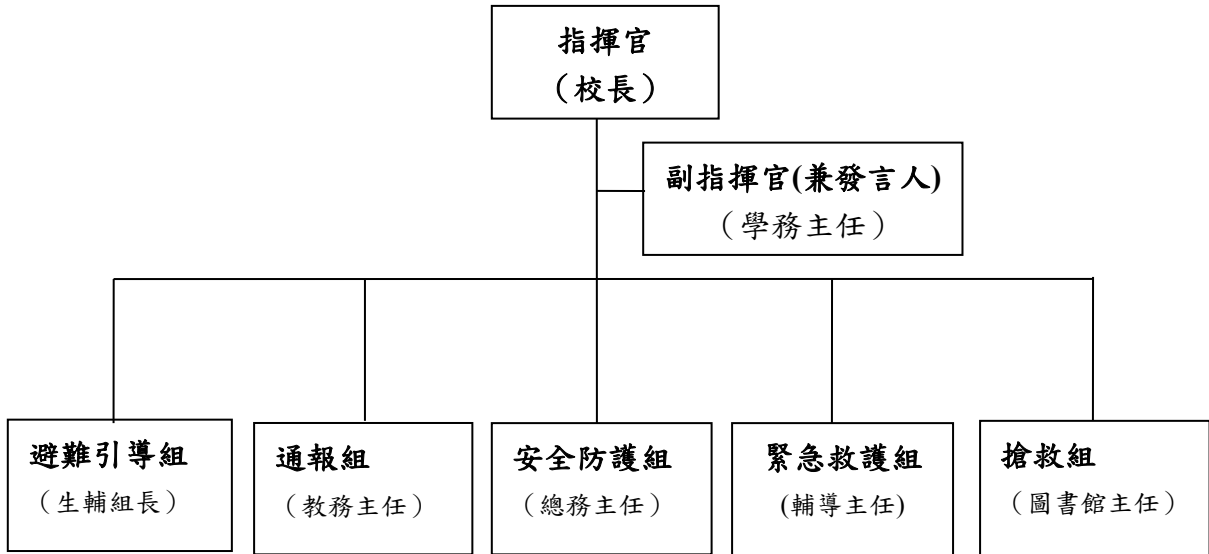 指揮官
（校長）
副指揮官(兼發言人)
（學務主任）
避難引導組
（生輔組長）
通報組
（教務主任）
安全防護組
（總務主任）
緊急救護組
(輔導主任)
搶救組
（圖書館主任）